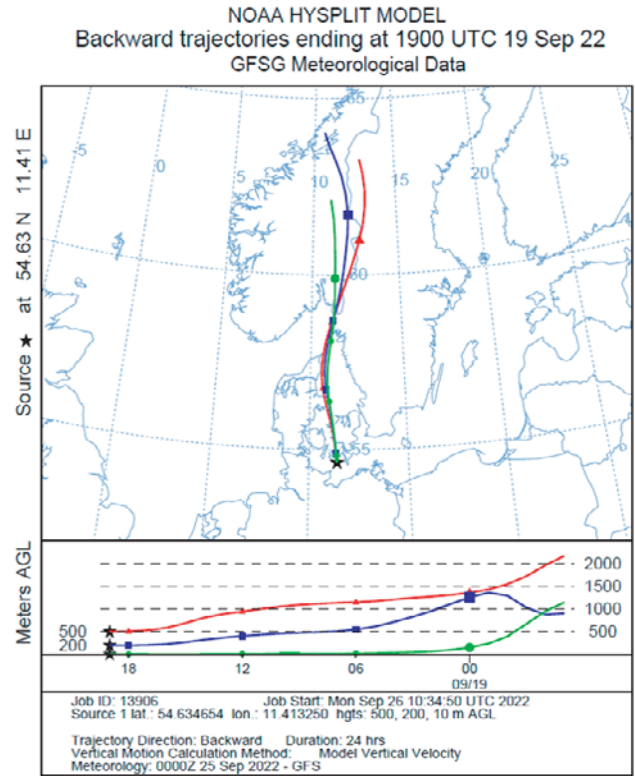 NOAA HYSPLIT MODEL
Backward trajectories ending at 1900 UTC 19 Sep 22
GFSG Meteorological Data
Source ★ at 54.63 N 11.41 E
65
-5
0
5
10
15
20
25
60
55
Meters AGL
2000
1500
1000
500
500
200
18
12
06
00
09/19
Job ID: 13906 Job Start: Mon Sep 26 10:34:50 UTC 2022
Source 1 lat.: 54.634654 lon.: 11.413250 hgts: 500, 200, 10 m AGL
Trajectory Direction: Backward Duration: 24 hrs
Vertical Motion Calculation Method: Model Vertical Velocity
Meteorology: 0000Z 25 Sep 2022 - GFS